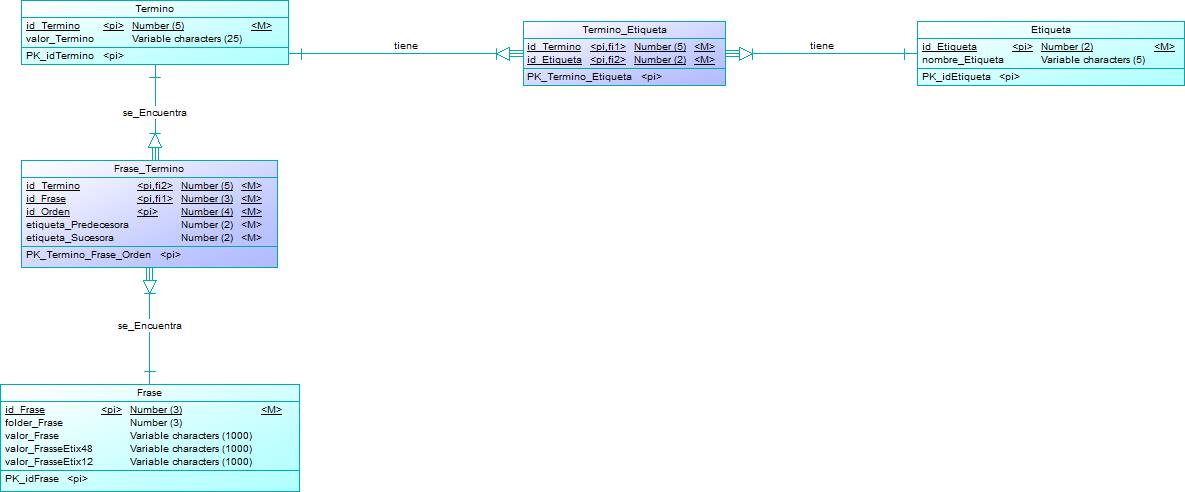 Termino
id_Termino <pi> Number (5) <M>
valor_Termino Variable characters (25)
PK_idTermino <pi>
tiene
Termino_Etiqueta
id_Termino <pi,fi1> Number (5) <M>
id_Etiqueta <pi,fi2> Number (2) <M>
PK_Termino_Etiqueta <pi>
tiene
Etiqueta
id_Etiqueta <pi> Number (2) <M>
nombre_Etiqueta Variable characters (5)
PK_idEtiqueta <pi>
se_Encuentra
Frase_Termino
id_Termino <pi,fi2> Number (5) <M>
id_Frase <pi,fi1> Number (3) <M>
id_Orden <pi> Number (4) <M>
etiqueta_Predecesora Number (2) <M>
etiqueta_Sucesora Number (2) <M>
PK_Termino_Frase_Orden <pi>
se_Encuentra
Frase
id_Frase <pi> Number (3) <M>
folder_Frase Number (3)
valor_Frase Variable characters (1000)
valor_FrasseEtix48 Variable characters (1000)
valor_FrasseEtix12 Variable characters (1000)
PK_idFrase <pi>